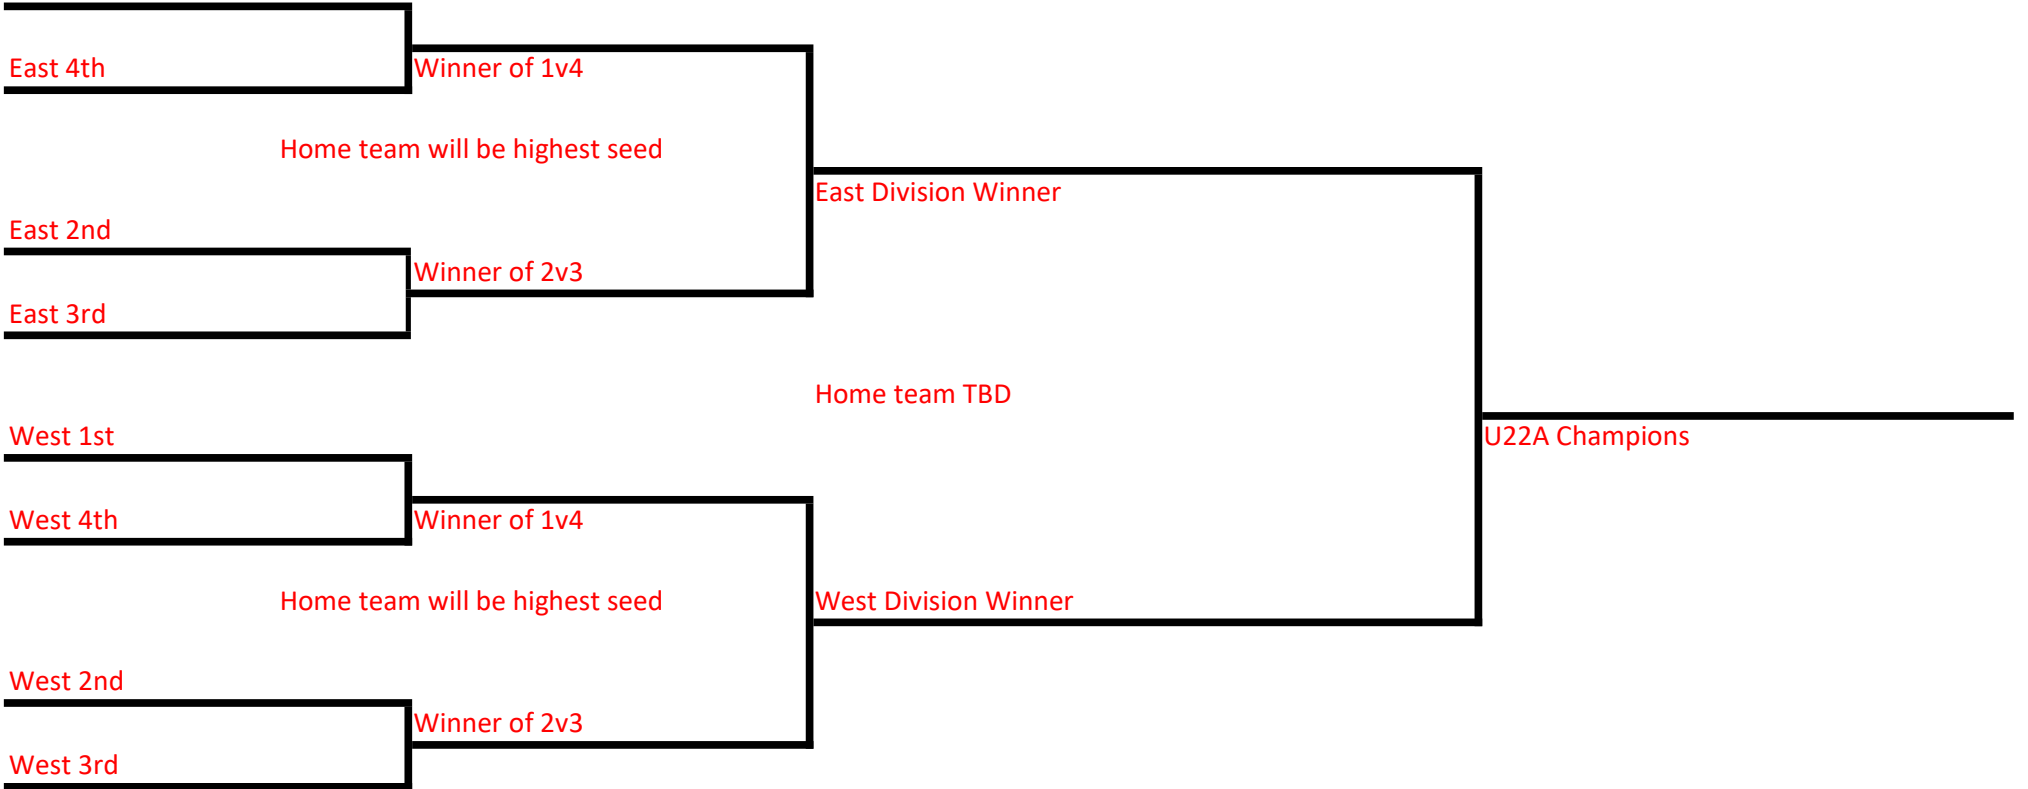 East 4th
Winner of 1v4
Home team will be highest seed
East Division Winner
East 2nd
Winner of 2v3
East 3rd
Home team TBD
West 1st
U22A Champions
West 4th
Winner of 1v4
Home team will be highest seed
West Division Winner
West 2nd
Winner of 2v3
West 3rd